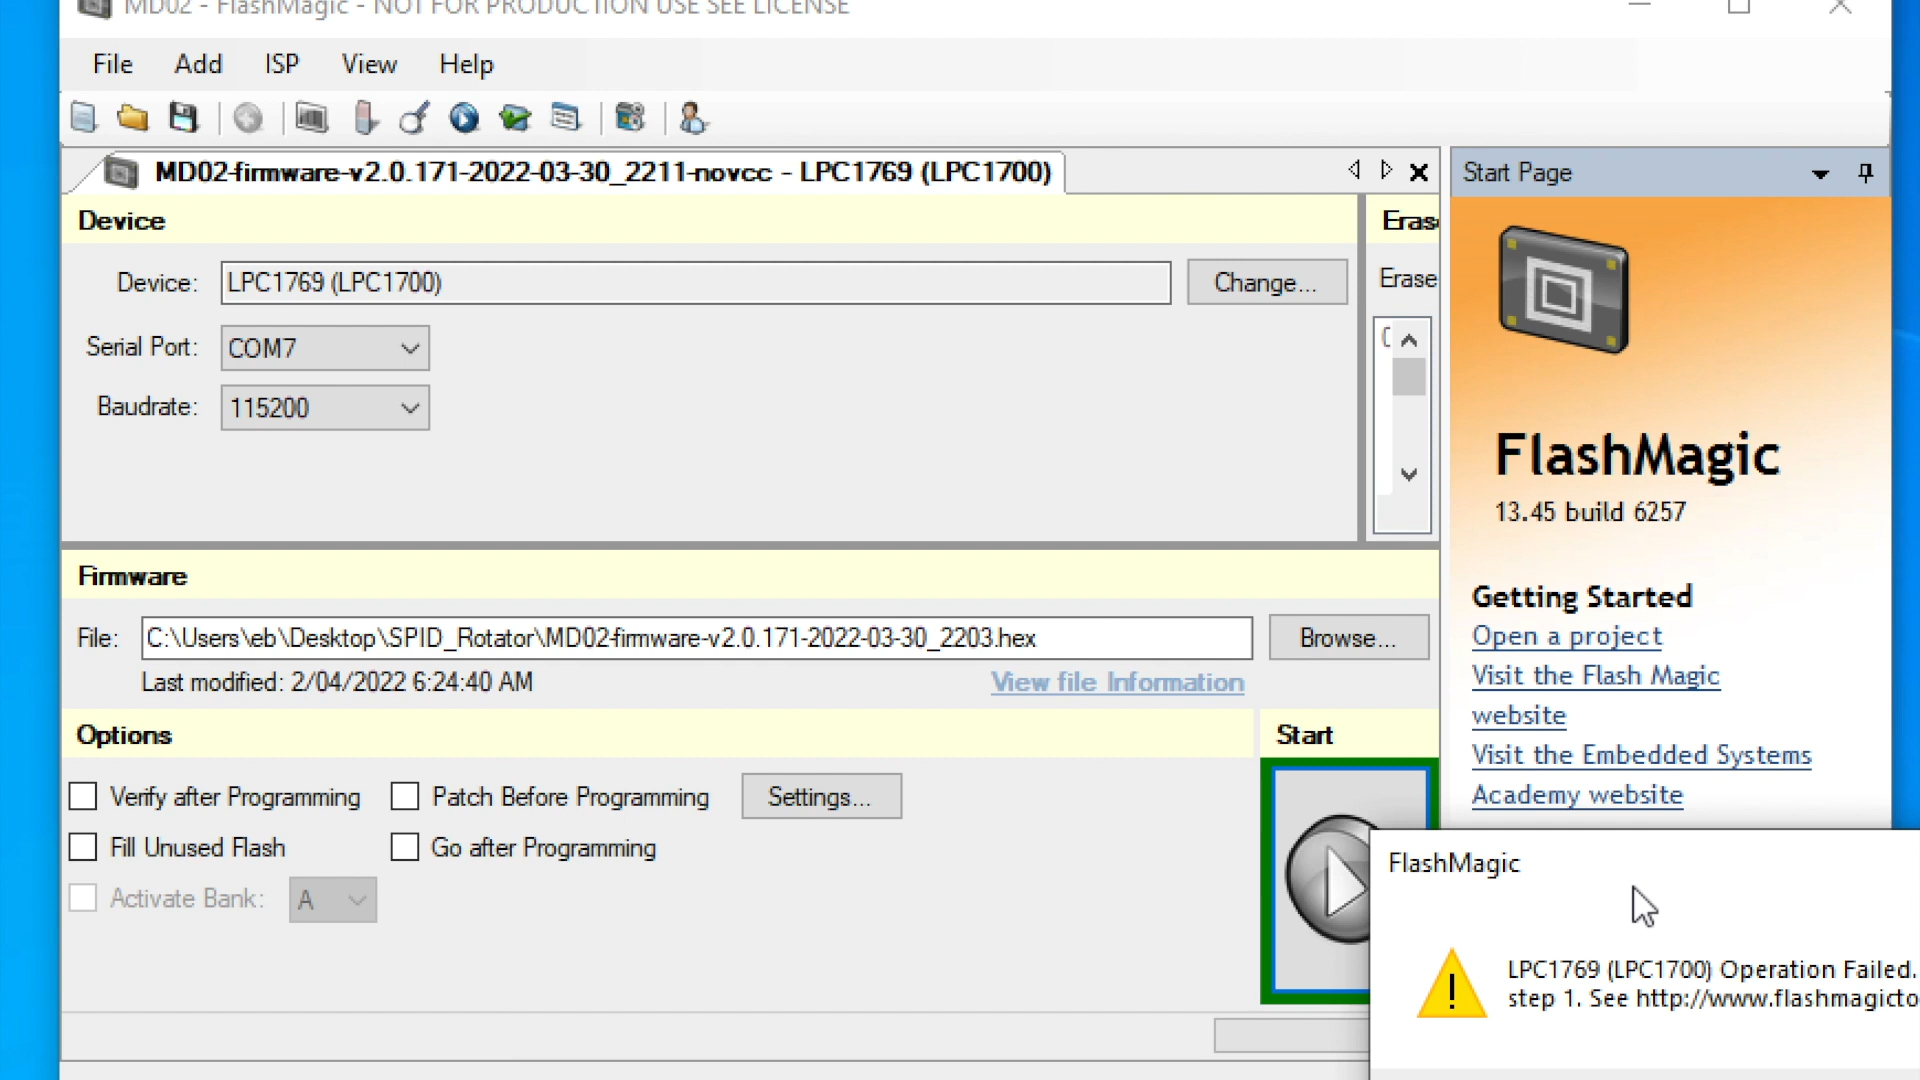 MD02 - FlashMagic - NOT FOR PRODUCTION USE SEE LICENSE
File Add ISP View Help
MD02-firmware-v2.0.171-2022-03-30_2211-novcc - LPC1769 (LPC1700)
Start Page
Device
Eras
Device: LPC1769 (LPC1700) Change...
Erase
Serial Port: COM7
Baudrate: 115200
FlashMagic
13.45 build 6257
Firmware
Getting Started
File: C:\Users\eb\Desktop\SPID_Rotator\MD02-firmware-v2.0.171-2022-03-30_2203.hex Browse...
Open a project
Last modified: 2/04/2022 6:24:40 AM View file Information
Visit the Flash Magic
website
Options
Start
Visit the Embedded Systems
Academy website
Verify after Programming Patch Before Programming Settings...
Fill Unused Flash Go after Programming
Activate Bank: A
FlashMagic
LPC1769 (LPC1700) Operation Failed.
step 1. See http://www.flashmagicto